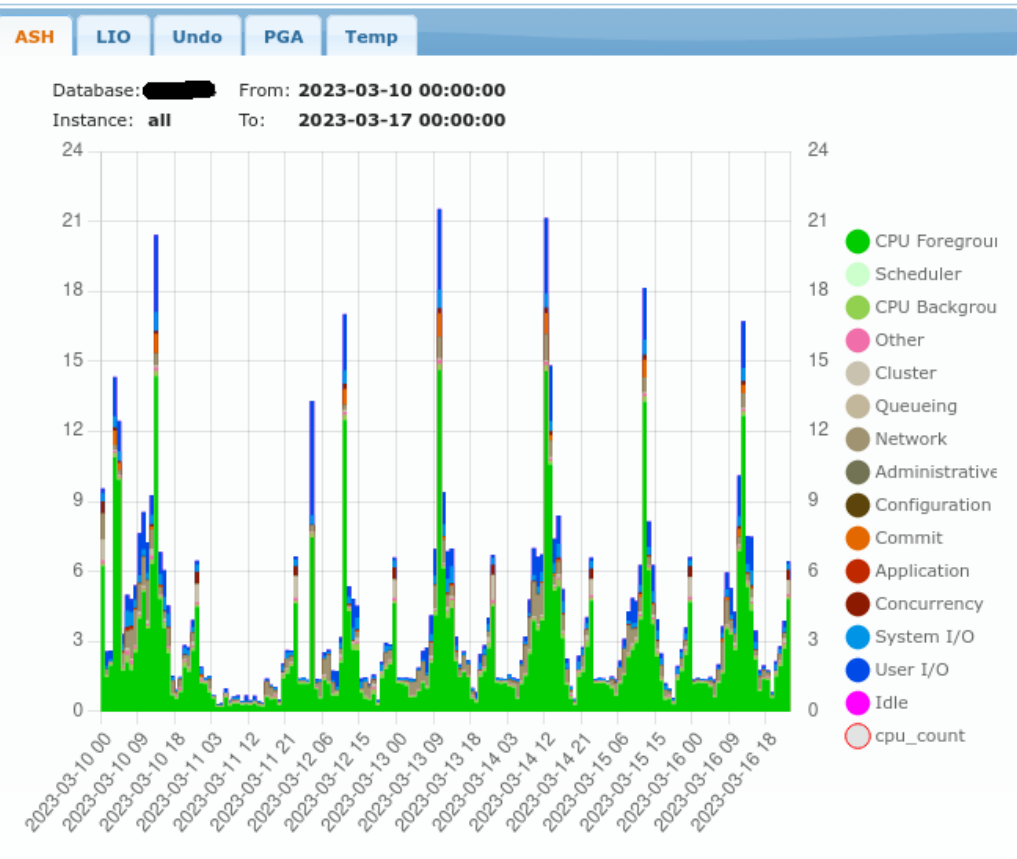 ASH LIO Undo PGA Temp
Database: From: 2023-03-10 00:00:00
Instance: all To: 2023-03-17 00:00:00
24 24
21 21
18 18
15 15
12 12
9 9
6 6
3 3
0 0
CPU Foregrour
Scheduler
CPU Backgrou
Other
Cluster
Queueing
Network
Administrative
Configuration
Commit
Application
Concurrency
System I/O
User I/O
Idle
cpu_count
2023-03-10 00
2023-03-10 09
2023-03-10 18
2023-03-11 03
2023-03-11 12
2023-03-11 21
2023-03-12 06
2023-03-12 15
2023-03-13 00
2023-03-13 09
2023-03-13 18
2023-03-14 03
2023-03-14 12
2023-03-14 21
2023-03-15 06
2023-03-15 15
2023-03-16 00
2023-03-16 09
2023-03-16 18